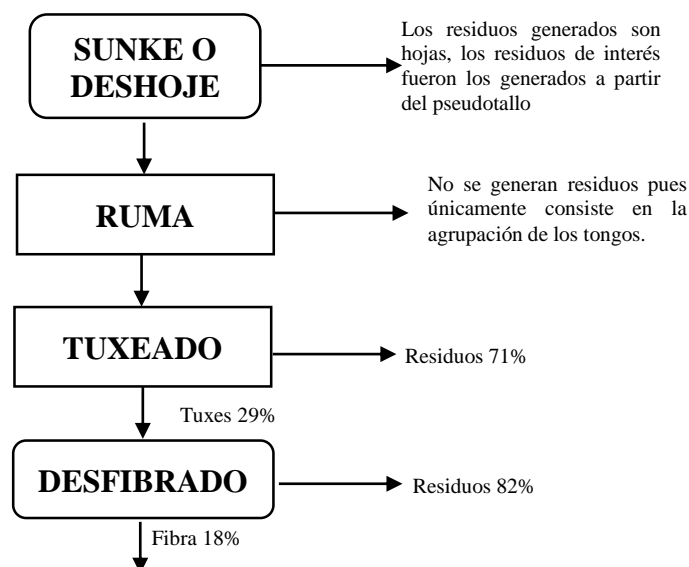 SUNKE O
DESHOJE
Los residuos generados son
hojas, los residuos de interés
fueron los generados a partir
del pseudotallo
RUMA
No se generan residuos pues
únicamente consiste en la
agrupación de los tongos.
TUXEADO
Residuos 71%
Tuxes 29%
DESFIBRADO
Residuos 82%
Fibra 18%